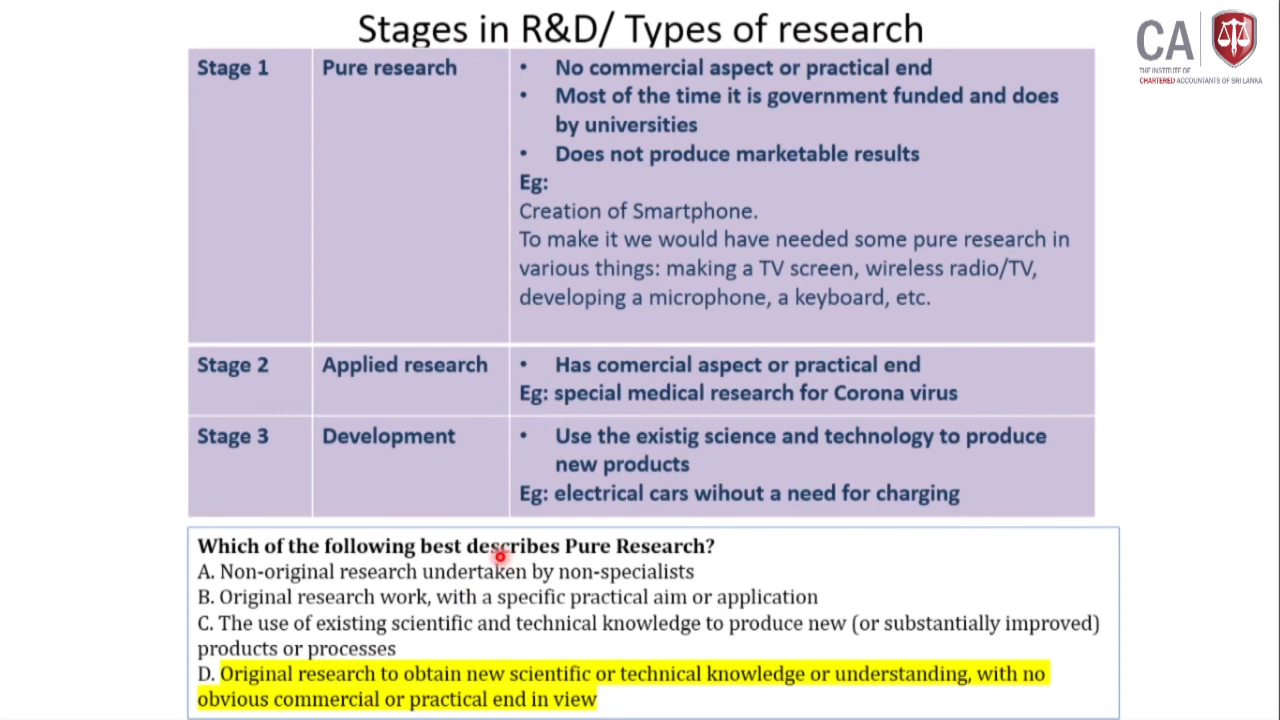 Stages in R&D/ Types of research
CA
THE INSTITUTE OF
CHARTERED ACCOUNTANTS OF SRI LANKA
Stage 1
Pure research
• No commercial aspect or practical end
• Most of the time it is government funded and does
by universities
• Does not produce marketable results
Eg:
Creation of Smartphone.
To make it we would have needed some pure research in
various things: making a TV screen, wireless radio/TV,
developing a microphone, a keyboard, etc.
Stage 2
Applied research
• Has comercial aspect or practical end
Eg: special medical research for Corona virus
Stage 3
Development
• Use the existig science and technology to produce
new products
Eg: electrical cars wihout a need for charging
Which of the following best describes Pure Research?
A. Non-original research undertaken by non-specialists
B. Original research work, with a specific practical aim or application
C. The use of existing scientific and technical knowledge to produce new (or substantially improved)
products or processes
D. Original research to obtain new scientific or technical knowledge or understanding, with no
obvious commercial or practical end in view